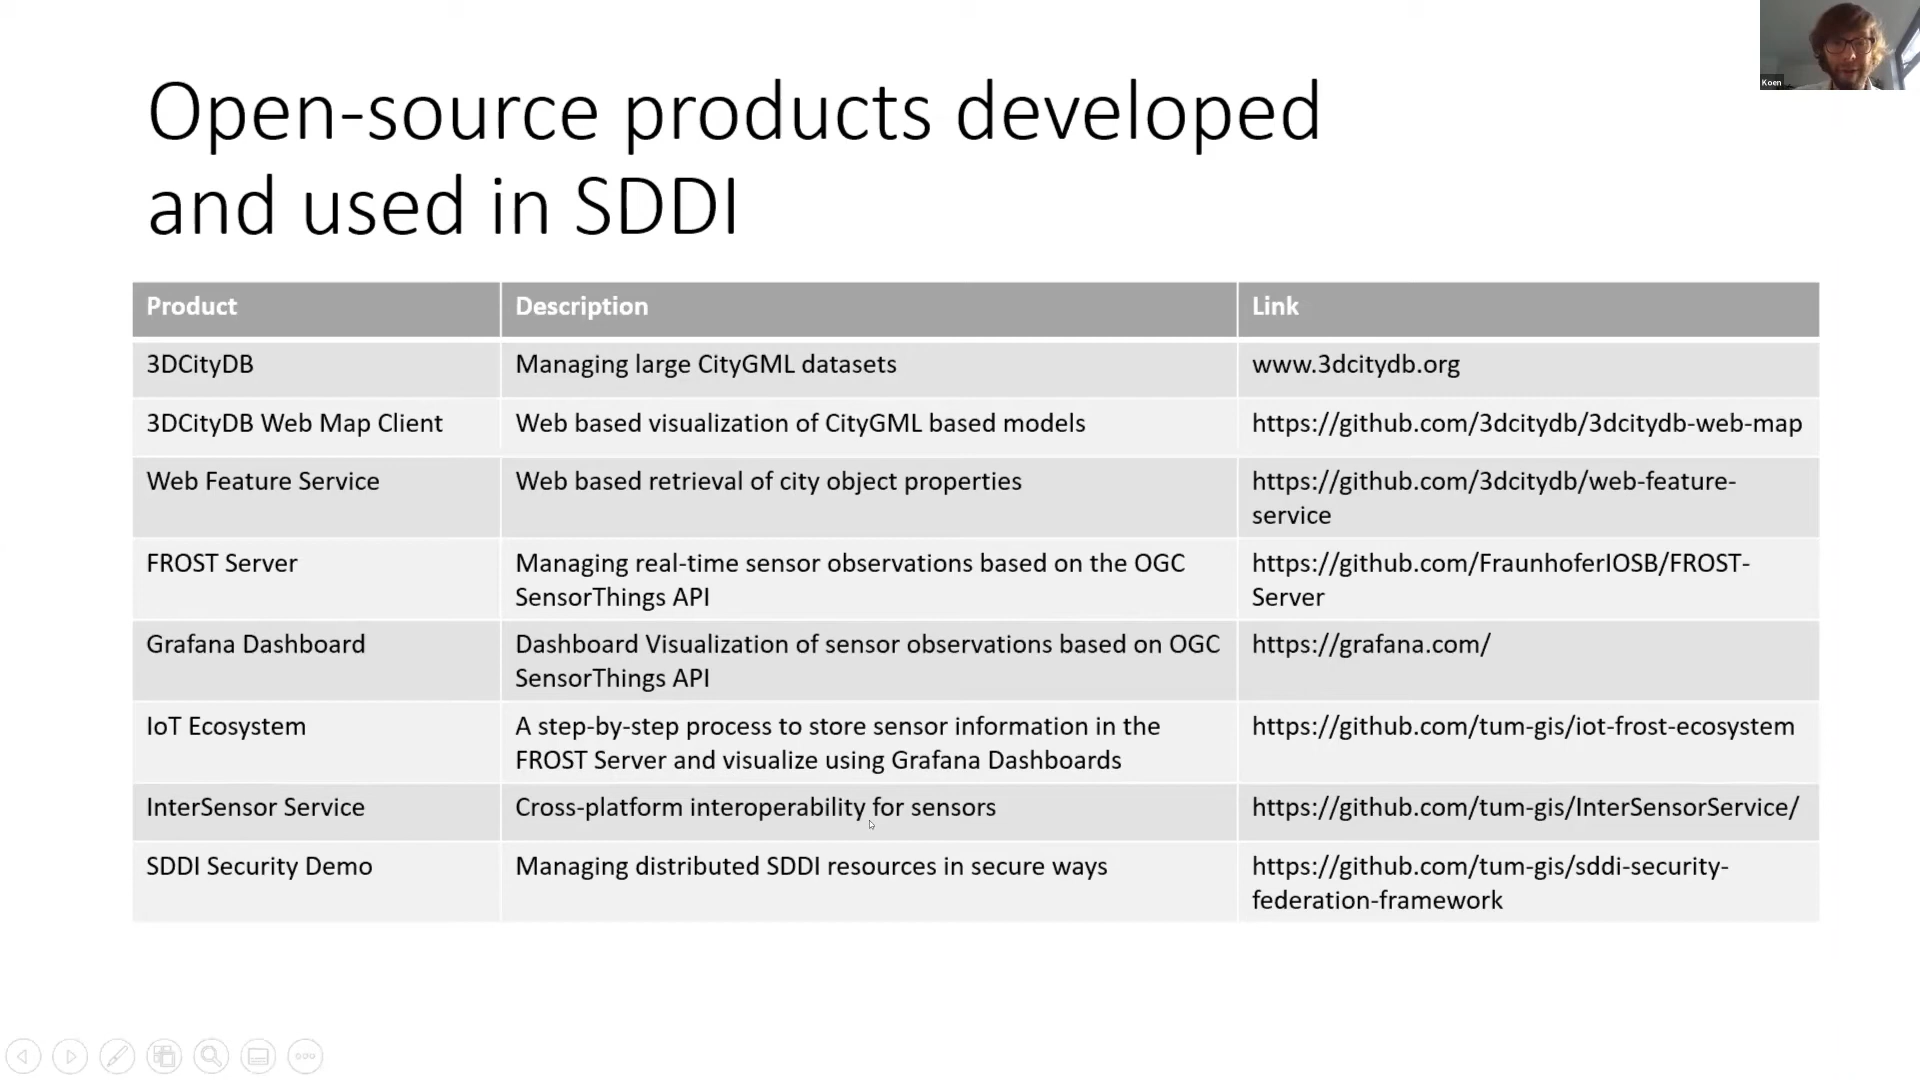 Koen
Open-source products developed
and used in SDDI
Product Description Link
3DCityDB Managing large CityGML datasets www.3dcitydb.org
3DCityDB Web Map Client Web based visualization of CityGML based models https://github.com/3dcitydb/3dcitydb-web-map
Web Feature Service Web based retrieval of city object properties https://github.com/3dcitydb/web-feature-
service
FROST Server Managing real-time sensor observations based on the OGC https://github.com/FraunhoferIOSB/FROST-
SensorThings API Server
Grafana Dashboard Dashboard Visualization of sensor observations based on OGC https://grafana.com/
SensorThings API
IoT Ecosystem A step-by-step process to store sensor information in the https://github.com/tum-gis/iot-frost-ecosystem
FROST Server and visualize using Grafana Dashboards
InterSensor Service Cross-platform interoperability for sensors https://github.com/tum-gis/InterSensorService/
SDDI Security Demo Managing distributed SDDI resources in secure ways https://github.com/tum-gis/sddi-security-
federation-framework